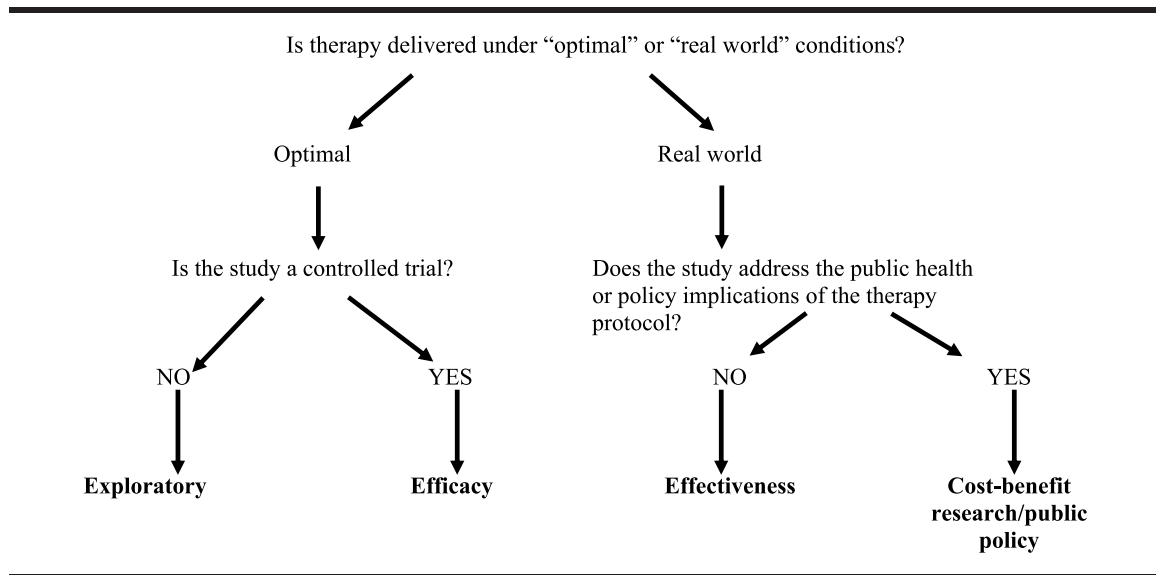 Is therapy delivered under “optimal” or “real world” conditions?
Optimal
Real world
Is the study a controlled trial?
Does the study address the public health
or policy implications of the therapy
protocol?
NO
YES
NO
YES
Exploratory
Efficacy
Effectiveness
Cost-benefit
research/public
policy